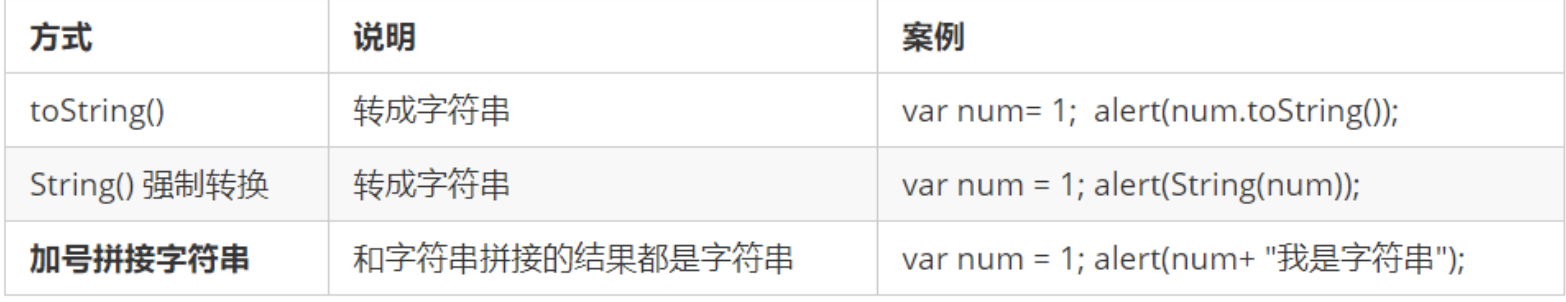 方式 说明 案例
toString() 转成字符串 var num= 1;  alert(num.toString());
String() 强制转换 转成字符串 var num = 1; alert(String(num));
加号拼接字符串 和字符串拼接的结果都是字符串 var num = 1; alert(num+ "我是字符串");